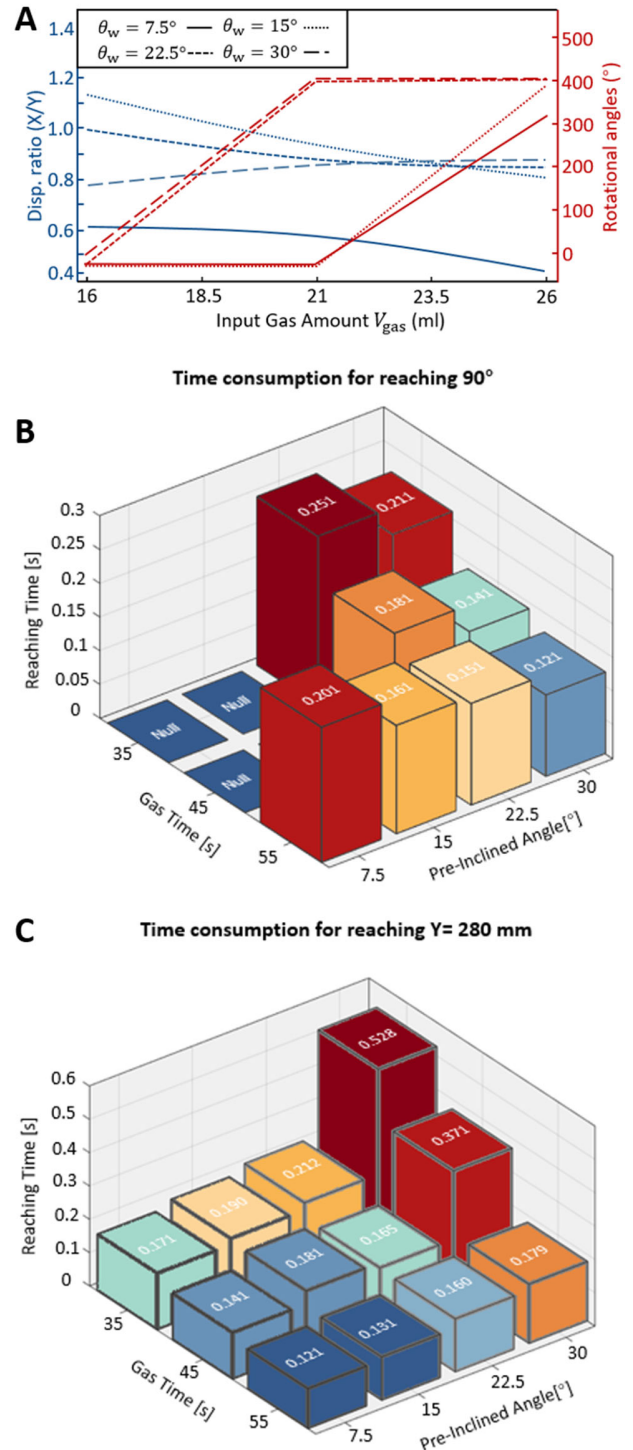 A
θw = 7.5° θw = 15°
θw = 22.5° θw = 30°
Disp. ratio (X/Y)
1.4
1.2
1.0
0.8
0.6
0.4
Rotational angles (°)
500
400
300
200
100
0
16 18.5 21 23.5 26
Input Gas Amount Vgas (ml)
Time consumption for reaching 90°
B
Reaching Time [s]
0.3
0.25
0.2
0.15
0.1
0.05
0
0.251 0.211
0.181 0.141
Null Null
Null 0.201 0.161 0.151 0.121
35
45
55
Gas Time [s]
7.5
15
22.5
30
Pre-Inclined Angle[°]
Time consumption for reaching Y= 280 mm
C
Reaching Time [s]
0.6
0.5
0.4
0.3
0.2
0.1
0
0.171 0.190 0.212 0.528
0.141 0.181 0.165 0.371
0.121 0.131 0.160 0.179
35
45
55
Gas Time [s]
7.5
15
22.5
30
Pre-Inclined Angle[°]